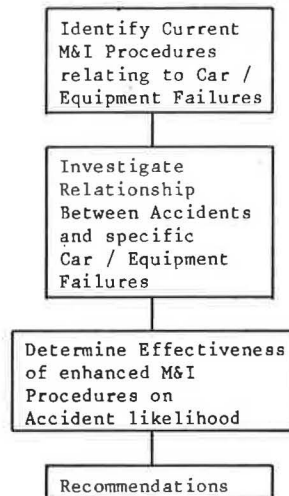 Identify Current
M&I Procedures
relating to Car /
Equipment Failures
Investigate
Relationship
Between Accidents
and specific
Car / Equipment
Failures
Determine Effectiveness
of enhanced M&I
Procedures on
Accident likelihood
Recommendations